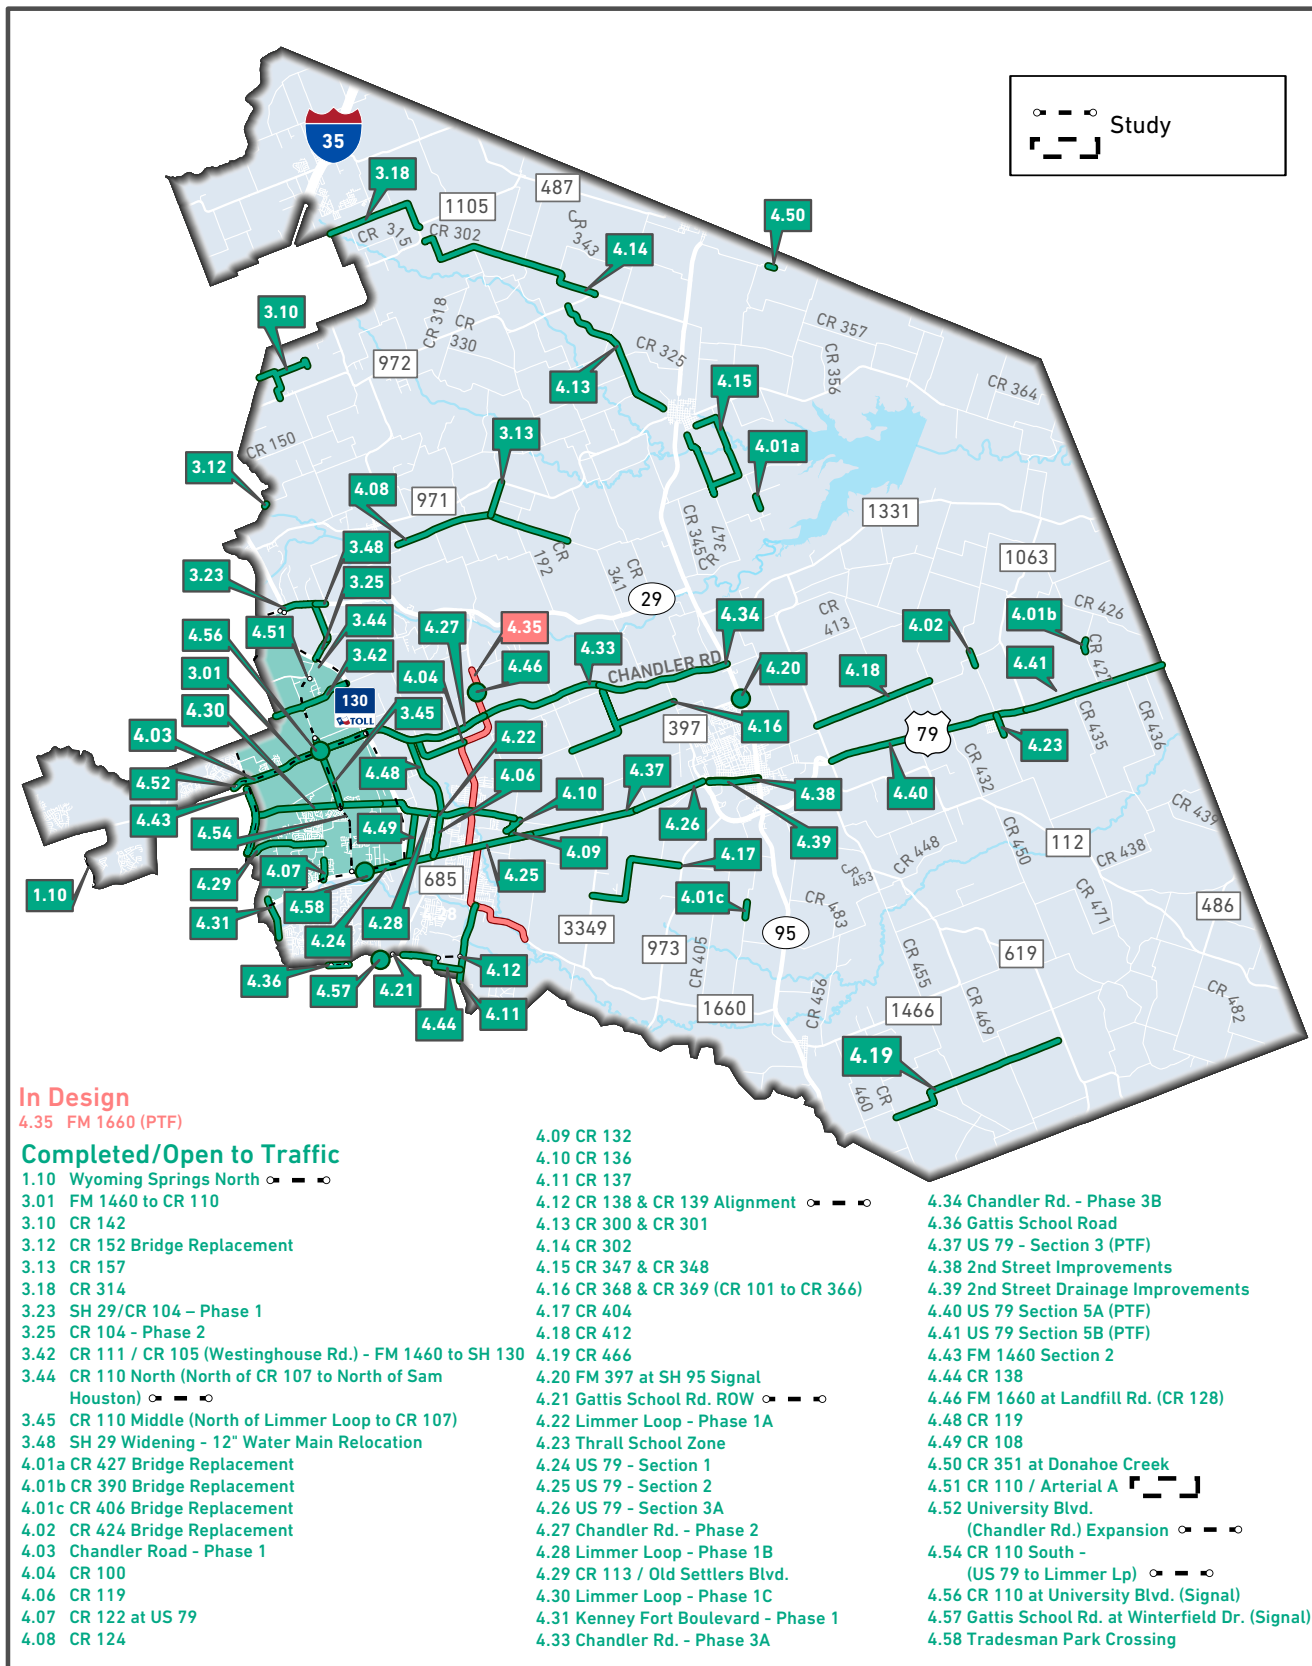 Study
35
3.18
1105
487
4.50
CR 315
CR 302
CR 343
4.14
3.10
CR 318
CR 330
972
CR 325
CR 357
CR 356
CR 364
4.13
4.15
CR 150
3.13
4.01a
3.12
4.08
971
1331
CR 345
CR 347
CR 192
CR 341
1063
3.48
3.23
3.25
29
CR 413
CR 426
4.56
4.51
3.44
4.27
4.35
4.34
4.02
4.01b
CR 427
3.01
3.42
4.04
4.46
4.33
CHANDLER RD
4.20
4.18
4.41
4.30
130
TOLL
3.45
4.03
4.22
397
4.16
79
4.23
CR 435
CR 436
4.52
4.48
4.06
4.37
CR 432
4.43
4.10
4.38
4.40
CR 439
4.54
4.49
4.26
4.39
CR 450
112
CR 438
4.29
4.07
685
4.25
4.09
4.17
CR 453
CR 448
1.10
4.31
4.58
4.24
4.28
4.01c
CR 483
CR 471
486
3349
973
CR 405
95
CR 455
619
4.36
4.57
4.21
4.12
4.44
4.11
1660
CR 456
1466
CR 469
CR 482
4.19
CR 460
In Design
4.35 FM 1660 (PTF)
Completed/Open to Traffic
1.10 Wyoming Springs North
3.01 FM 1460 to CR 110
3.10 CR 142
3.12 CR 152 Bridge Replacement
3.13 CR 157
3.18 CR 314
3.23 SH 29/CR 104 – Phase 1
3.25 CR 104 - Phase 2
3.42 CR 111 / CR 105 (Westinghouse Rd.) - FM 1460 to SH 130
3.44 CR 110 North (North of CR 107 to North of Sam
Houston)
3.45 CR 110 Middle (North of Limmer Loop to CR 107)
3.48 SH 29 Widening - 12" Water Main Relocation
4.01a CR 427 Bridge Replacement
4.01b CR 390 Bridge Replacement
4.01c CR 406 Bridge Replacement
4.02 CR 424 Bridge Replacement
4.03 Chandler Road - Phase 1
4.04 CR 100
4.06 CR 119
4.07 CR 122 at US 79
4.08 CR 124
4.09 CR 132
4.10 CR 136
4.11 CR 137
4.12 CR 138 & CR 139 Alignment
4.13 CR 300 & CR 301
4.14 CR 302
4.15 CR 347 & CR 348
4.16 CR 368 & CR 369 (CR 101 to CR 366)
4.17 CR 404
4.18 CR 412
4.19 CR 466
4.20 FM 397 at SH 95 Signal
4.21 Gattis School Rd. ROW
4.22 Limmer Loop - Phase 1A
4.23 Thrall School Zone
4.24 US 79 - Section 1
4.25 US 79 - Section 2
4.26 US 79 - Section 3A
4.27 Chandler Rd. - Phase 2
4.28 Limmer Loop - Phase 1B
4.29 CR 113 / Old Settlers Blvd.
4.30 Limmer Loop - Phase 1C
4.31 Kenney Fort Boulevard - Phase 1
4.33 Chandler Rd. - Phase 3A
4.34 Chandler Rd. - Phase 3B
4.36 Gattis School Road
4.37 US 79 - Section 3 (PTF)
4.38 2nd Street Improvements
4.39 2nd Street Drainage Improvements
4.40 US 79 Section 5A (PTF)
4.41 US 79 Section 5B (PTF)
4.43 FM 1460 Section 2
4.44 CR 138
4.46 FM 1660 at Landfill Rd. (CR 128)
4.48 CR 119
4.49 CR 108
4.50 CR 351 at Donahoe Creek
4.51 CR 110 / Arterial A
4.52 University Blvd.
(Chandler Rd.) Expansion
4.54 CR 110 South -
(US 79 to Limmer Lp)
4.56 CR 110 at University Blvd. (Signal)
4.57 Gattis School Rd. at Winterfield Dr. (Signal)
4.58 Tradesman Park Crossing